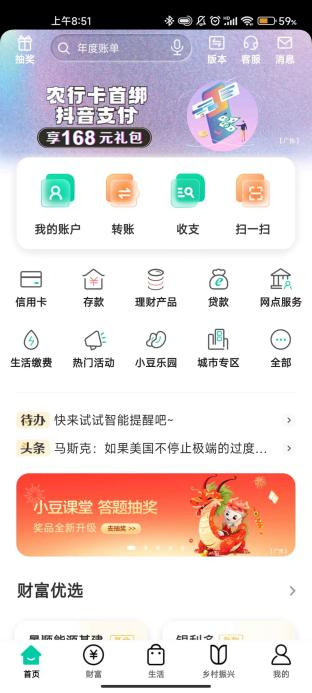 上午8:51
5G
59%
抽奖
年度账单
版本
客服
消息
农行卡首绑
抖音支付
享168元礼包
【广告】
我的账户
转账
收支
扫一扫
信用卡
存款
理财产品
贷款
网点服务
生活缴费
热门活动
小豆乐园
城市专区
全部
待办 快来试试智能提醒吧~
头条 马斯克:如果美国不停止极端的过度...
小豆课堂 答题抽奖
奖品全新升级 去抽奖 >>
【广告】
财富优选
首页
财富
生活
乡村振兴
我的